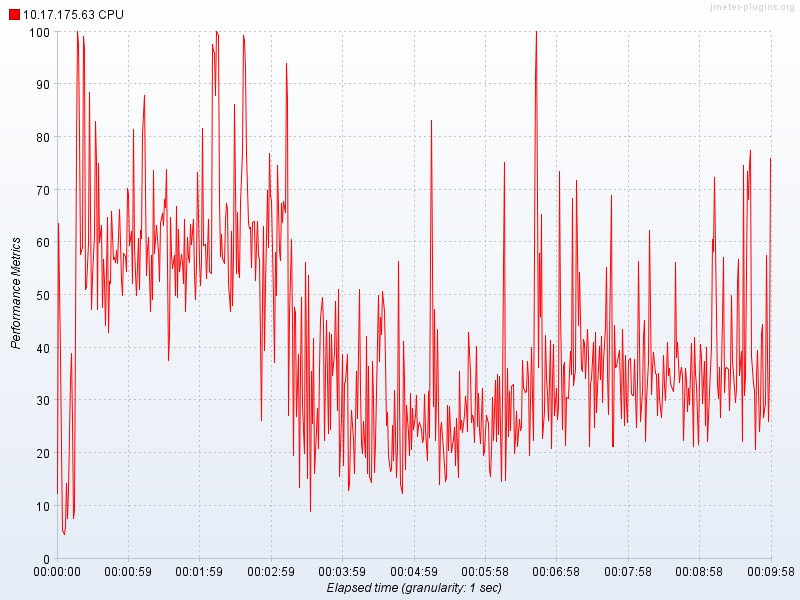 jmeter-plugins.org
10.17.175.63 CPU
100
90
80
70
60
50
40
30
20
10
0
Performance Metrics
00:00:00 00:00:59 00:01:59 00:02:59 00:03:59 00:04:59 00:05:58 00:06:58 00:07:58 00:08:58 00:09:58
Elapsed time (granularity: 1 sec)